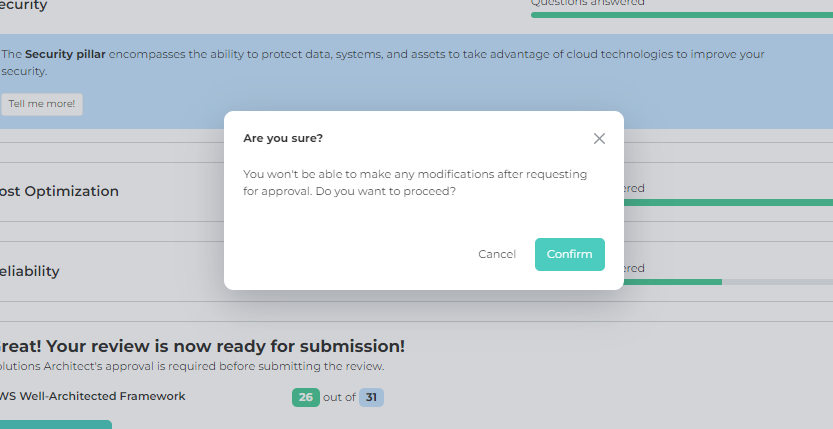 ecurity
Questions answered
The Security pillar encompasses the ability to protect data, systems, and assets to take advantage of cloud technologies to improve your
security.
Tell me more!
Are you sure?
You won't be able to make any modifications after requesting
for approval. Do you want to proceed?
Cancel
Confirm
ost Optimization
ered
eliability
ered
reat! Your review is now ready for submission!
olutions Architect's approval is required before submitting the review.
WS Well-Architected Framework
26 out of 31